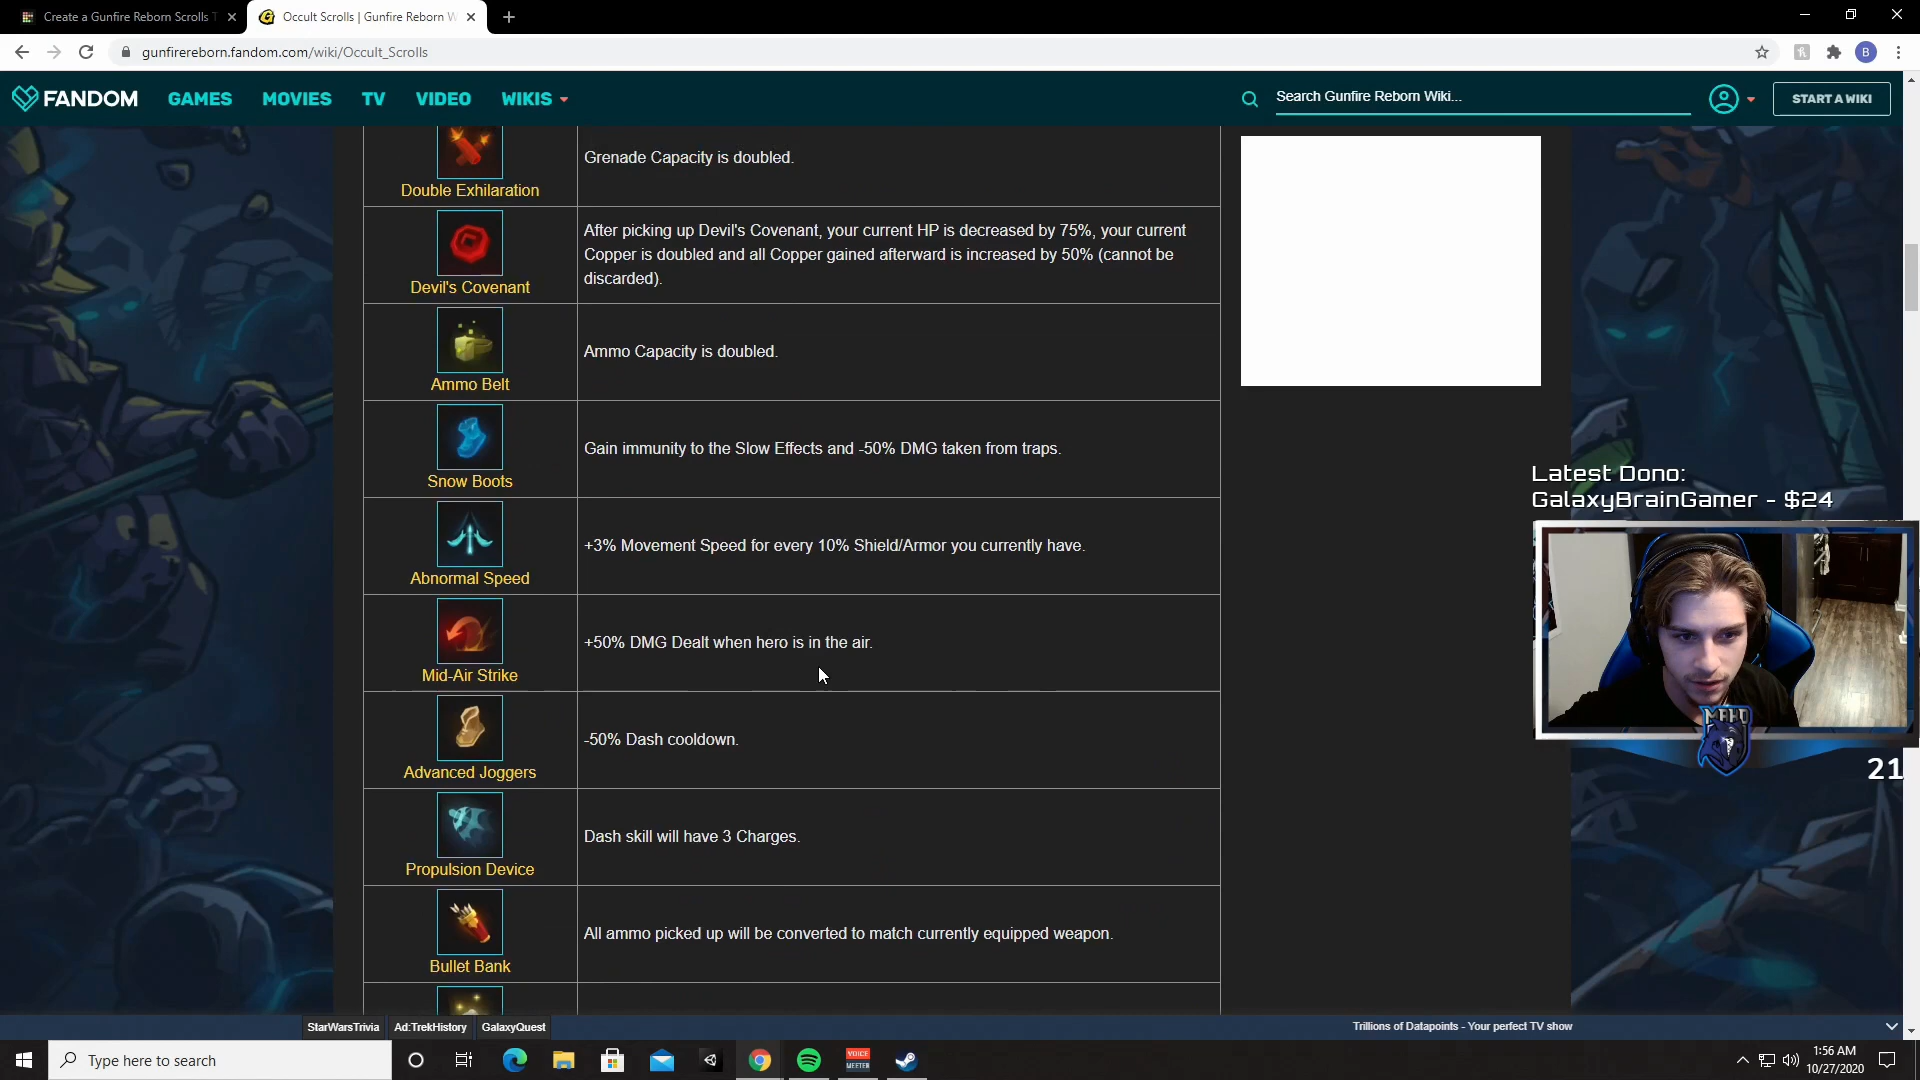 Create a Gunfire Reborn Scrolls T
Occult Scrolls | Gunfire Reborn W
gunfirereborn.fandom.com/wiki/Occult_Scrolls
B
FANDOM
GAMES
MOVIES
TV
VIDEO
WIKIS
Search Gunfire Reborn Wiki...
START A WIKI
Double Exhilaration
Grenade Capacity is doubled.
Devil's Covenant
After picking up Devil's Covenant, your current HP is decreased by 75%, your current
Copper is doubled and all Copper gained afterward is increased by 50% (cannot be
discarded).
Ammo Belt
Ammo Capacity is doubled.
Snow Boots
Gain immunity to the Slow Effects and -50% DMG taken from traps.
Abnormal Speed
+3% Movement Speed for every 10% Shield/Armor you currently have.
Mid-Air Strike
+50% DMG Dealt when hero is in the air.
Advanced Joggers
-50% Dash cooldown.
Propulsion Device
Dash skill will have 3 Charges.
Bullet Bank
All ammo picked up will be converted to match currently equipped weapon.
Latest Dono:
GalaxyBrainGamer - $24
21
StarWarsTrivia
Ad:TrekHistory
GalaxyQuest
Trillions of Datapoints - Your perfect TV show
Type here to search
VOICE
MEETER
1:56 AM
10/27/2020